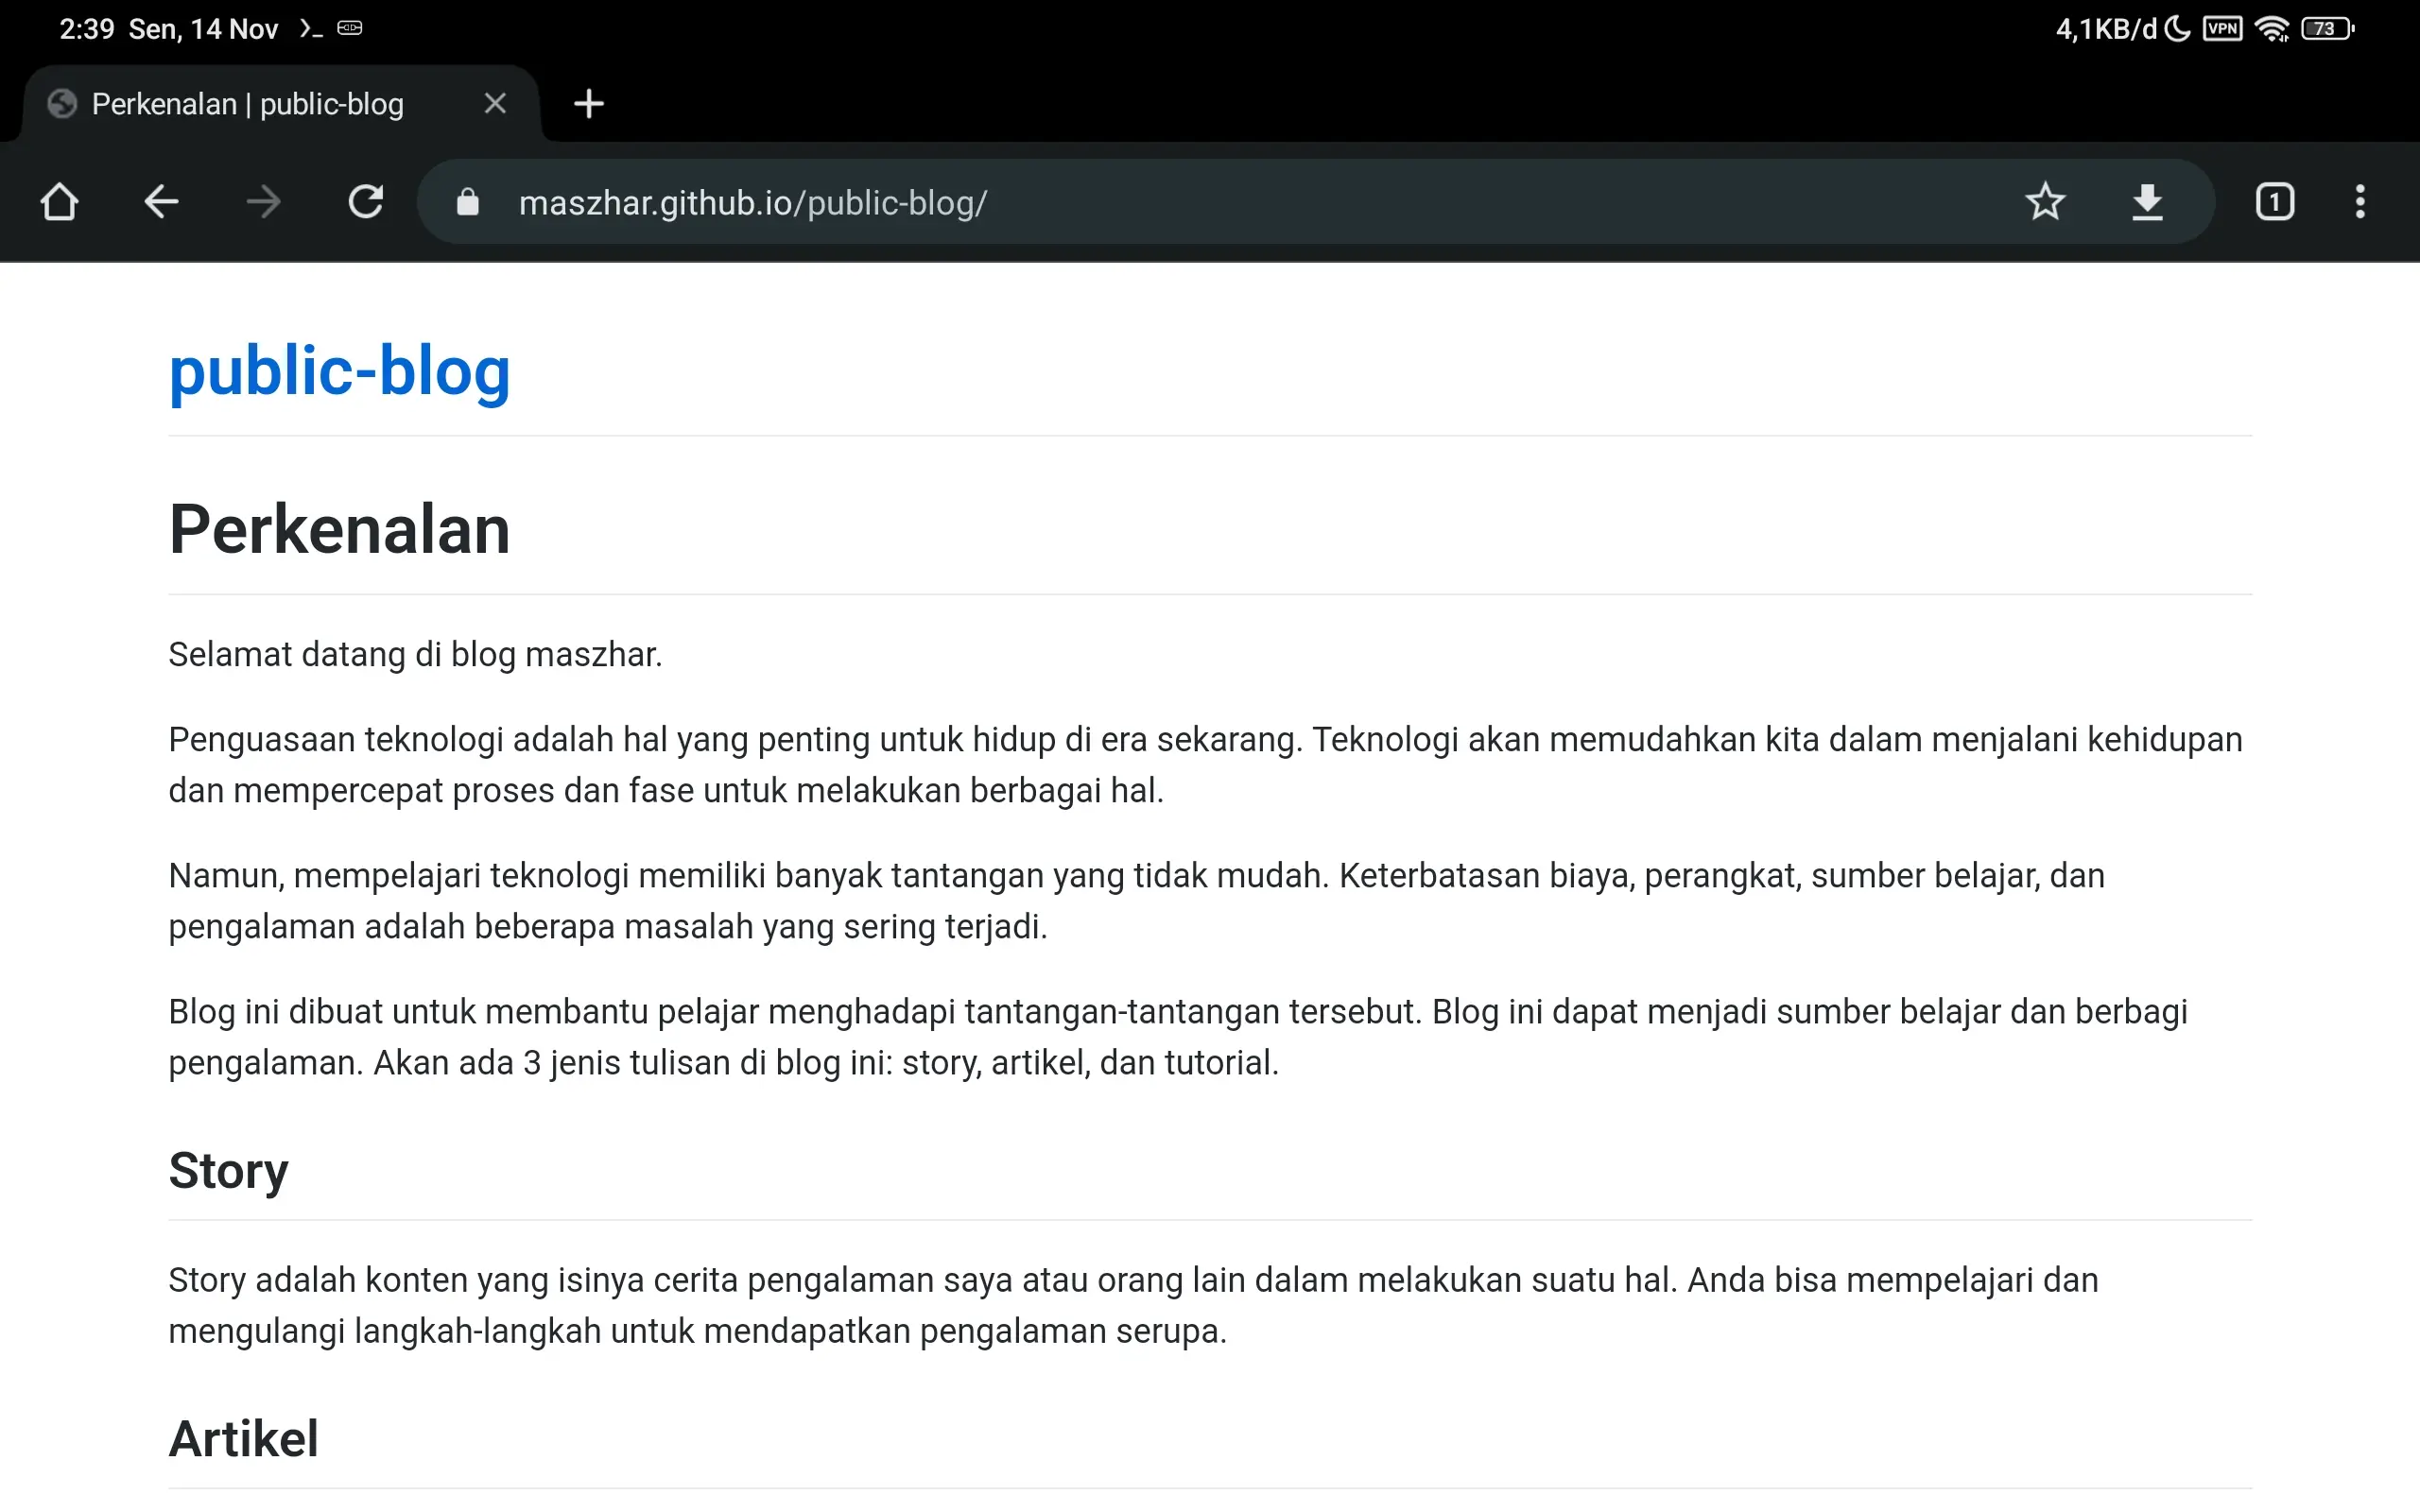 2:39 Sen, 14 Nov
4,1KB/d VPN 73
Perkenalan | public-blog
maszhar.github.io/public-blog/
1
public-blog
Perkenalan
Selamat datang di blog maszhar.
Penguasaan teknologi adalah hal yang penting untuk hidup di era sekarang. Teknologi akan memudahkan kita dalam menjalani kehidupan
dan mempercepat proses dan fase untuk melakukan berbagai hal.
Namun, mempelajari teknologi memiliki banyak tantangan yang tidak mudah. Keterbatasan biaya, perangkat, sumber belajar, dan
pengalaman adalah beberapa masalah yang sering terjadi.
Blog ini dibuat untuk membantu pelajar menghadapi tantangan-tantangan tersebut. Blog ini dapat menjadi sumber belajar dan berbagi
pengalaman. Akan ada 3 jenis tulisan di blog ini: story, artikel, dan tutorial.
Story
Story adalah konten yang isinya cerita pengalaman saya atau orang lain dalam melakukan suatu hal. Anda bisa mempelajari dan
mengulangi langkah-langkah untuk mendapatkan pengalaman serupa.
Artikel